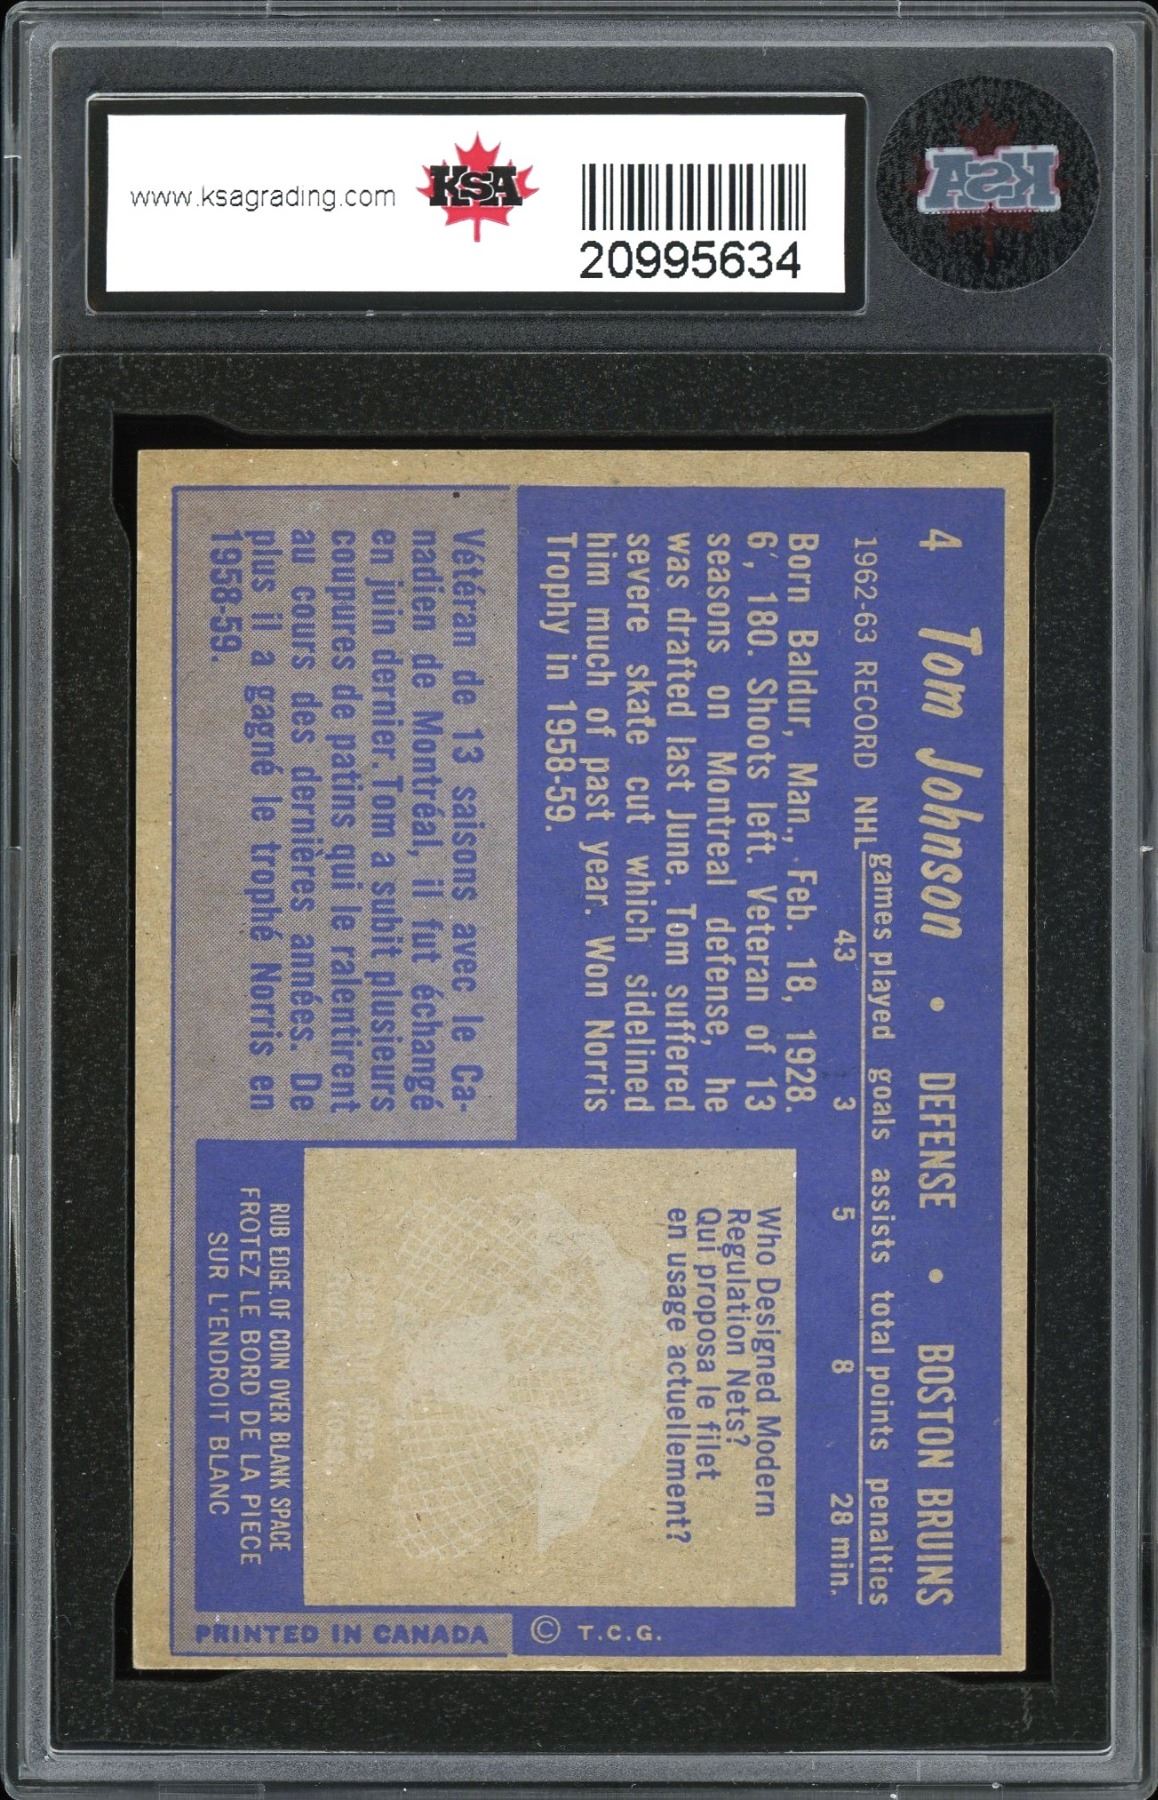 www.ksagrading.com
KSA
20995634
KSA
4 Tom Johnson • DEFENSE • BOSTON BRUINS
games played goals assists total points penalties
1962-63 RECORD NHL 43 3 5 8 28 min.
Born Baldur, Man., Feb. 18, 1928.
6', 180. Shoots left. Veteran of 13
seasons on Montreal defense, he
was drafted last June. Tom suffered
severe skate cut which sidelined
him much of past year. Won Norris
Trophy in 1958-59.
Vétéran de 13 saisons avec le Ca-
nadien de Montréal, il fut échangé
en juin dernier. Tom a subit plusieurs
coupures de patins qui le ralentirent
au cours des dernières années. De
plus il a gagné le trophé Norris en
1958-59.
Who Designed Modern
Regulation Nets?
Qui proposa le filet
en usage actuellement?
RUB EDGE OF COIN OVER BLANK SPACE
FROTEZ LE BORD DE LA PIECE
SUR L'ENDROIT BLANC
© T.C.G.
PRINTED IN CANADA